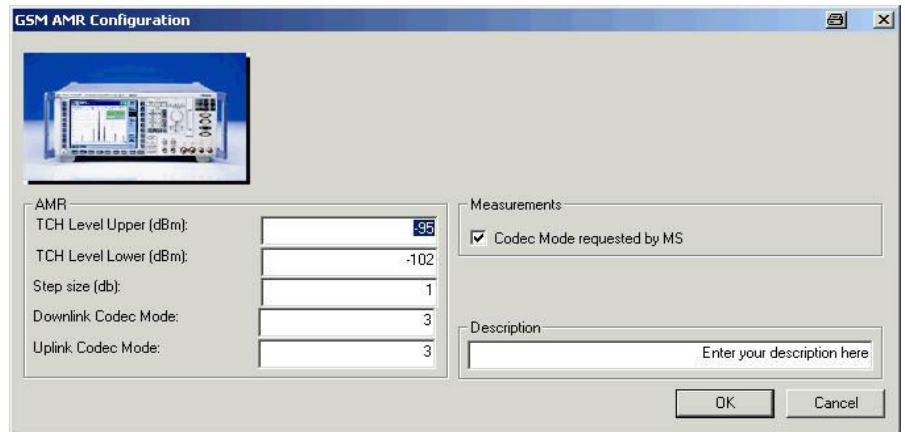 GSM AMR Configuration
AMR
TCH Level Upper (dBm): -95
TCH Level Lower (dBm): -102
Step size (db): 1
Downlink Codec Mode: 3
Uplink Codec Mode: 3
Measurements
Codec Mode requested by MS
Description
Enter your description here
OK Cancel